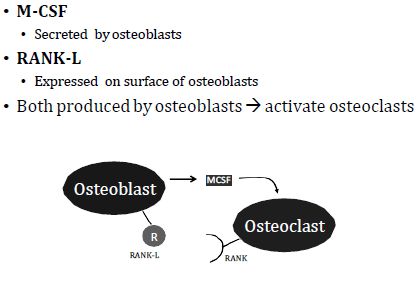 • M-CSF
• Secreted by osteoblasts
• RANK-L
• Expressed on surface of osteoblasts
• Both produced by osteoblasts → activate osteoclasts
Osteoblast
MCSF
Osteoclast
R
RANK-L
RANK